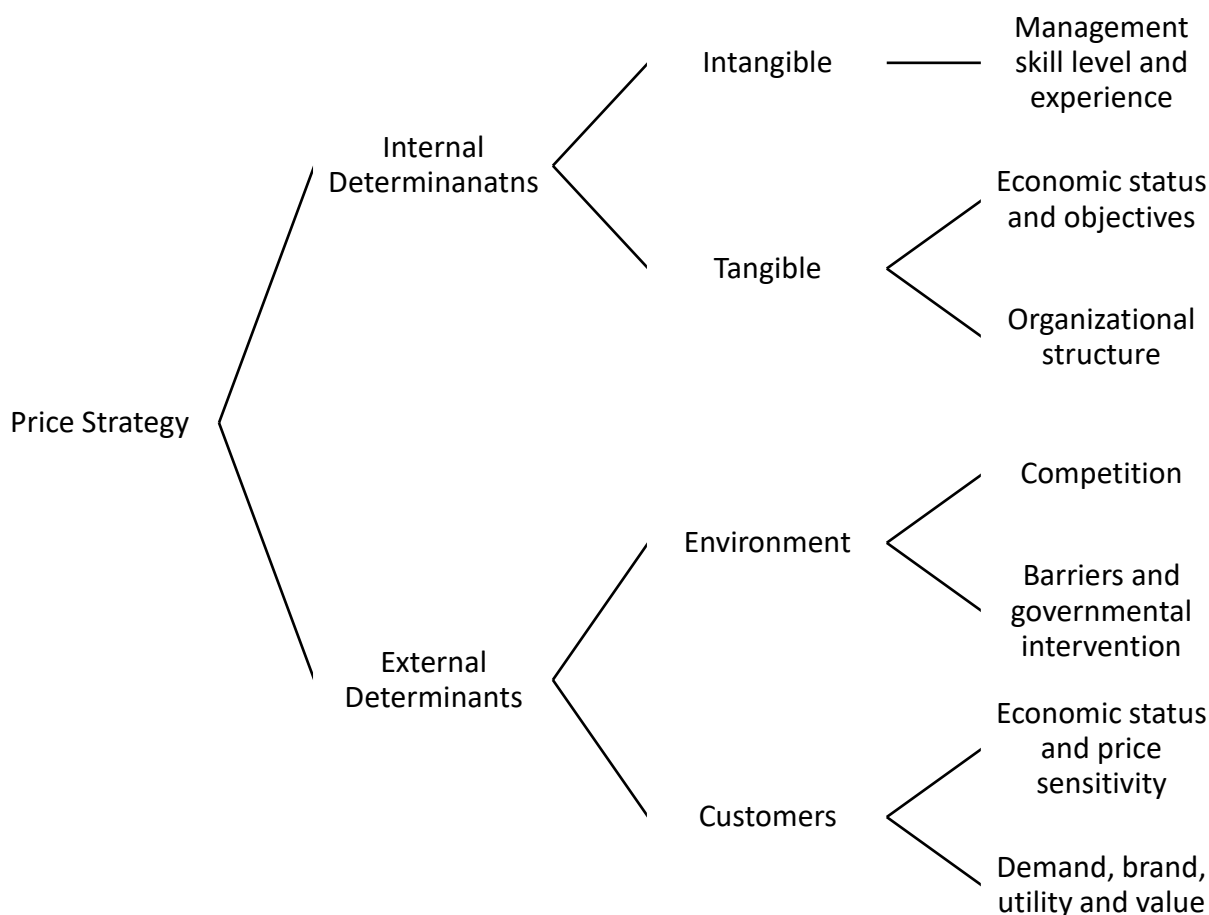 Management
skill level and
experience
Intangible
Internal
Determinanatns
Economic status
and objectives
Tangible
Organizational
structure
Price Strategy
Competition
Environment
Barriers and
governmental
intervention
External
Determinants
Economic status
and price
sensitivity
Customers
Demand, brand,
utility and value